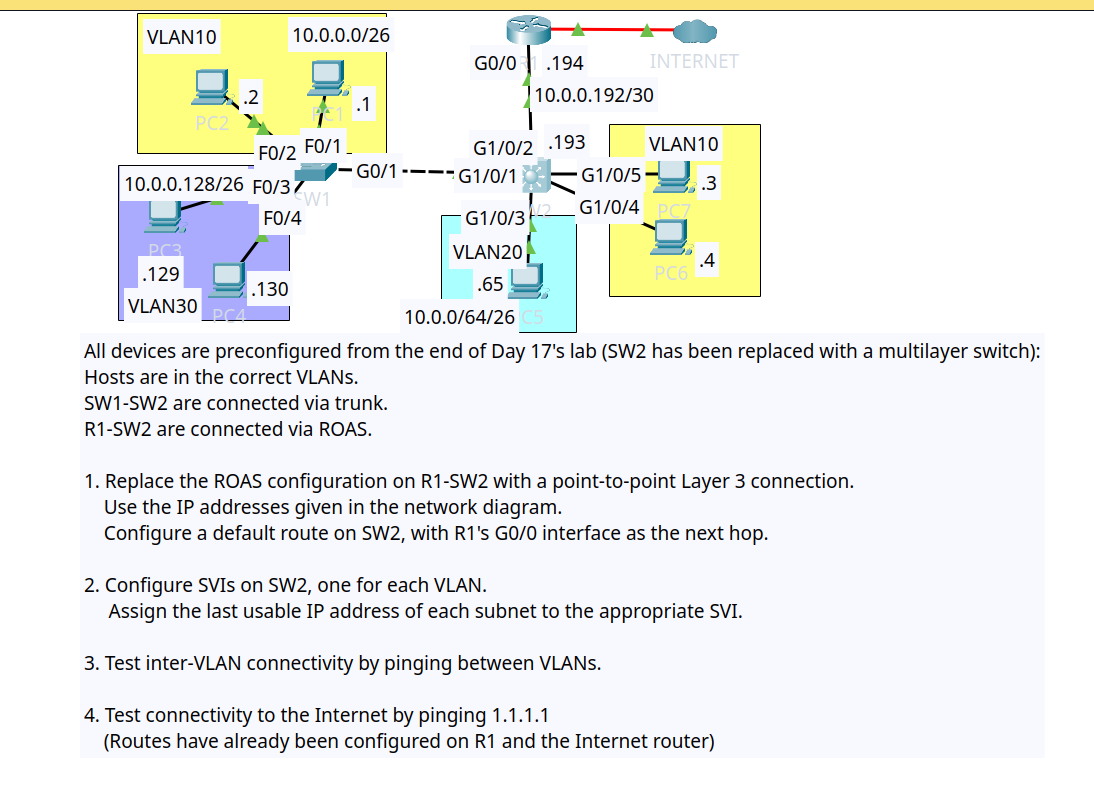 VLAN10
10.0.0.0/26
.2
.1
PC2
PC1
F0/2
F0/1
G0/0
R1
.194
INTERNET
10.0.0.192/30
G1/0/2
.193
VLAN10
10.0.0.128/26
F0/3
SW1
G0/1
G1/0/1
G1/0/5
.3
F0/4
G1/0/3
W2
G1/0/4
PC7
PC3
VLAN20
PC6
.4
.129
.65
.130
VLAN30
PC4
10.0.0/64/26
C5
All devices are preconfigured from the end of Day 17's lab (SW2 has been replaced with a multilayer switch):
Hosts are in the correct VLANs.
SW1-SW2 are connected via trunk.
R1-SW2 are connected via ROAS.
1. Replace the ROAS configuration on R1-SW2 with a point-to-point Layer 3 connection.
Use the IP addresses given in the network diagram.
Configure a default route on SW2, with R1's G0/0 interface as the next hop.
2. Configure SVIs on SW2, one for each VLAN.
Assign the last usable IP address of each subnet to the appropriate SVI.
3. Test inter-VLAN connectivity by pinging between VLANs.
4. Test connectivity to the Internet by pinging 1.1.1.1
(Routes have already been configured on R1 and the Internet router)